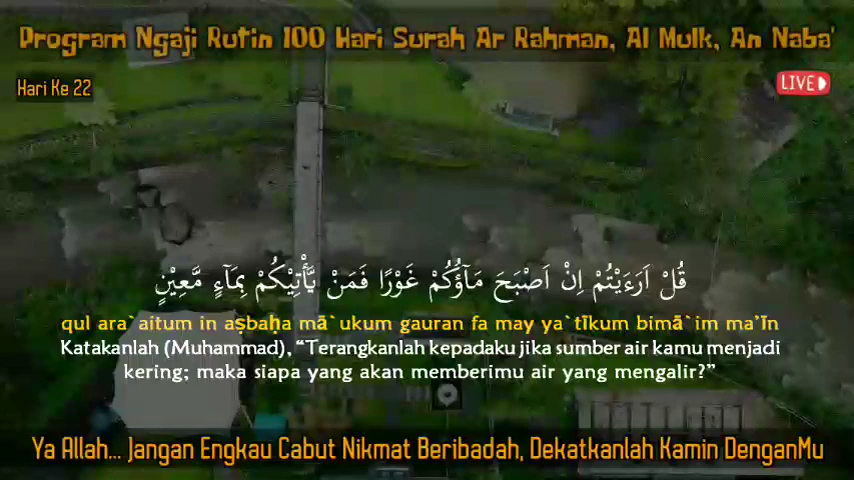 Program Ngaji Rutin 100 Hari Surah Ar Rahman, Al Mulk, An Naba'
Hari Ke 22
LIVE
قُلْ اَرَءَيْتُمْ اِنْ اَصْبَحَ مَاۤؤُكُمْ غَوْرًا فَمَنْ يَّأْتِيْكُمْ بِمَاۤءٍ مَّعِيْنٍ
qul ara`aitum in aṣbaḥa mā`ukum gauran fa may ya`tīkum bimā`im ma'īn
Katakanlah (Muhammad), “Terangkanlah kepadaku jika sumber air kamu menjadi
kering; maka siapa yang akan memberimu air yang mengalir?”
Ya Allah... Jangan Engkau Cabut Nikmat Beribadah, Dekatkanlah Kamin DenganMu